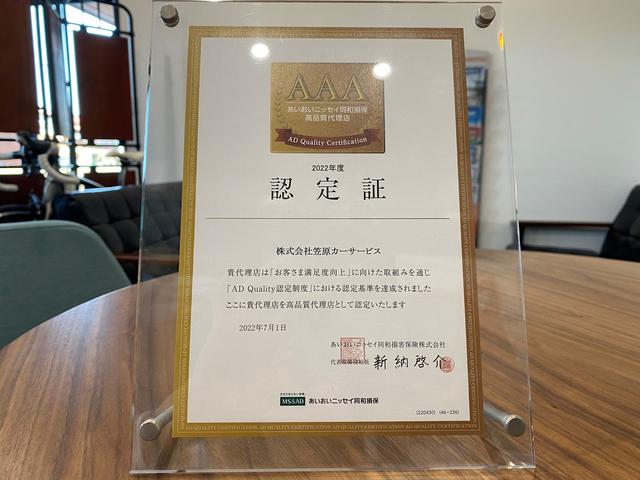 AAA
あいおいニッセイ同和損保
高品質代理店
AD Quality Certification
2022年度
認定証
株式会社笠原カーサービス
貴代理店は「お客さま満足度向上」に向けた取組みを通じ
「AD Quality認定制度」における認定基準を達成されました
ここに貴代理店を高品質代理店として認定いたします
2022年7月1日
あいおいニッセイ同和損害保険株式会社
代表取締役社長 新納啓介
MS&AD あいおいニッセイ同和損保
(220430) (46-236)